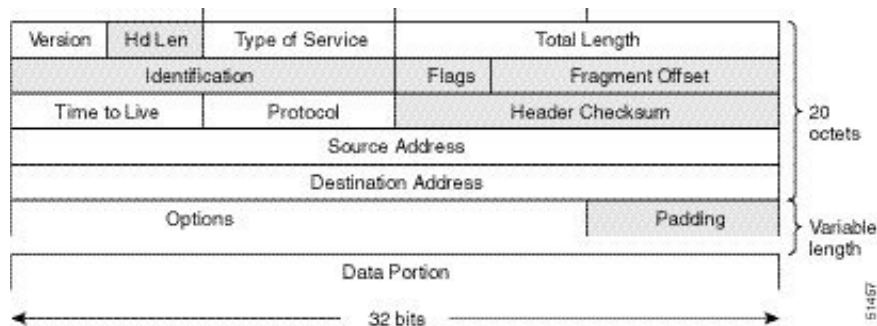 Version Hd Len Type of Service Total Length
Identification Flags Fragment Offset
Time to Live Protocol Header Checksum
20
octets
Source Address
Destination Address
Options Padding
Variable
length
Data Portion
32 bits
51457